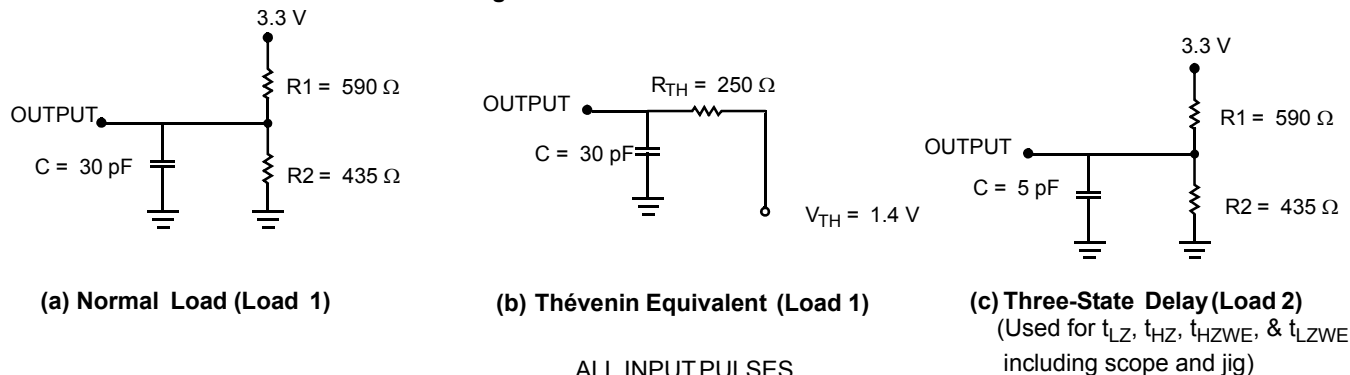 3.3 V
R1 = 590 Ω
OUTPUT
C = 30 pF
R2 = 435 Ω
(a) Normal Load (Load 1)
R_TH = 250 Ω
OUTPUT
C = 30 pF
V_TH = 1.4 V
(b) Thévenin Equivalent (Load 1)
3.3 V
R1 = 590 Ω
OUTPUT
C = 5 pF
R2 = 435 Ω
(c) Three-State Delay (Load 2)
(Used for t_LZ, t_HZ, t_HZWE, & t_LZWE
including scope and jig)
ALL INPUT PULSES